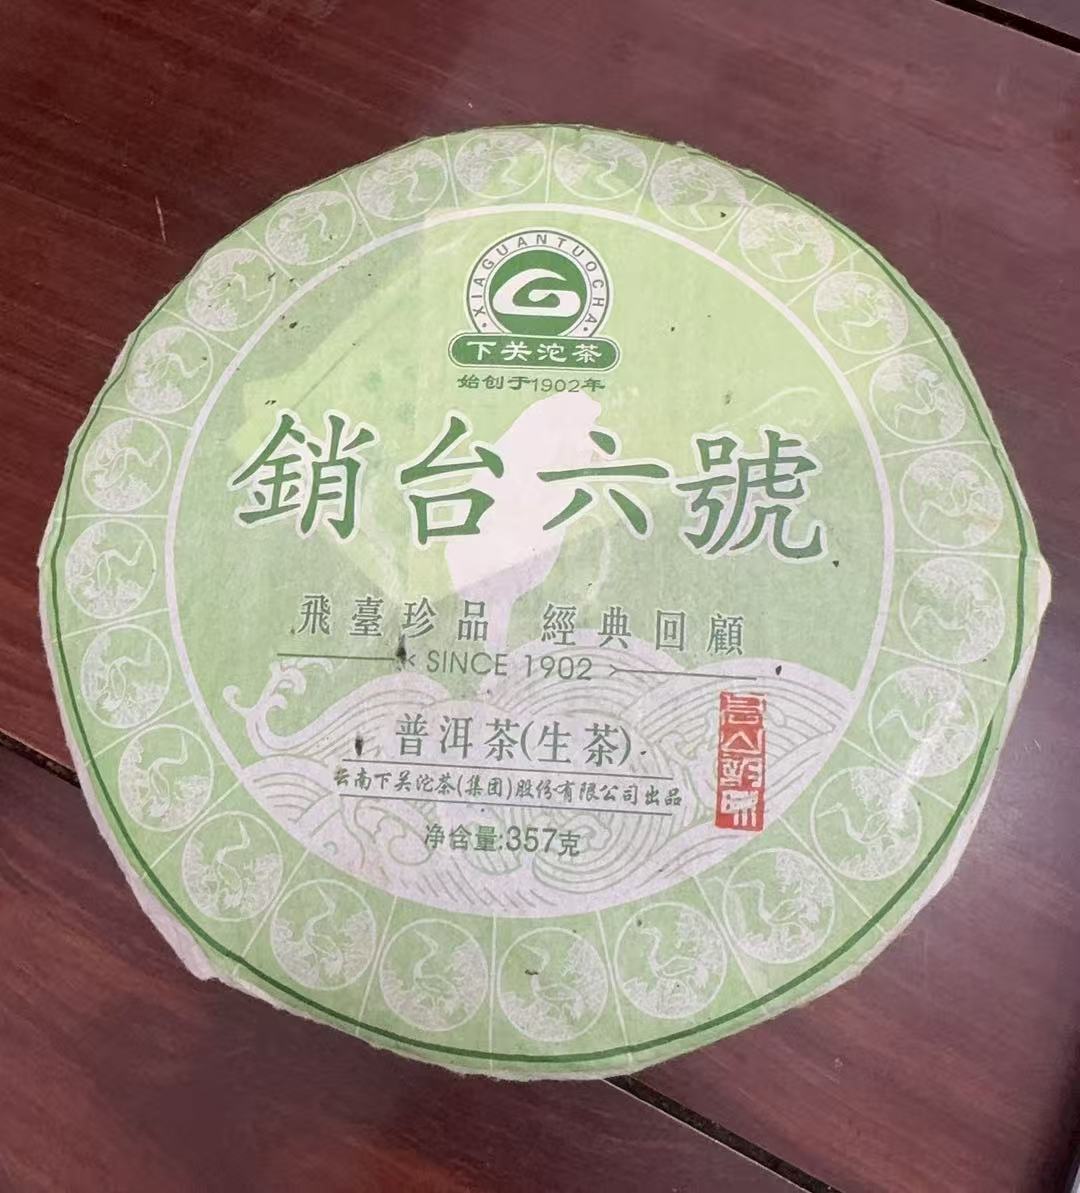 XIAGUANTUOCHA
下关沱茶
始创于1902年
銷台六號
飛臺珍品 經典回顧
SINCE 1902
普洱茶(生茶)
云南下关沱茶(集团)股份有限公司出品
净含量:357克